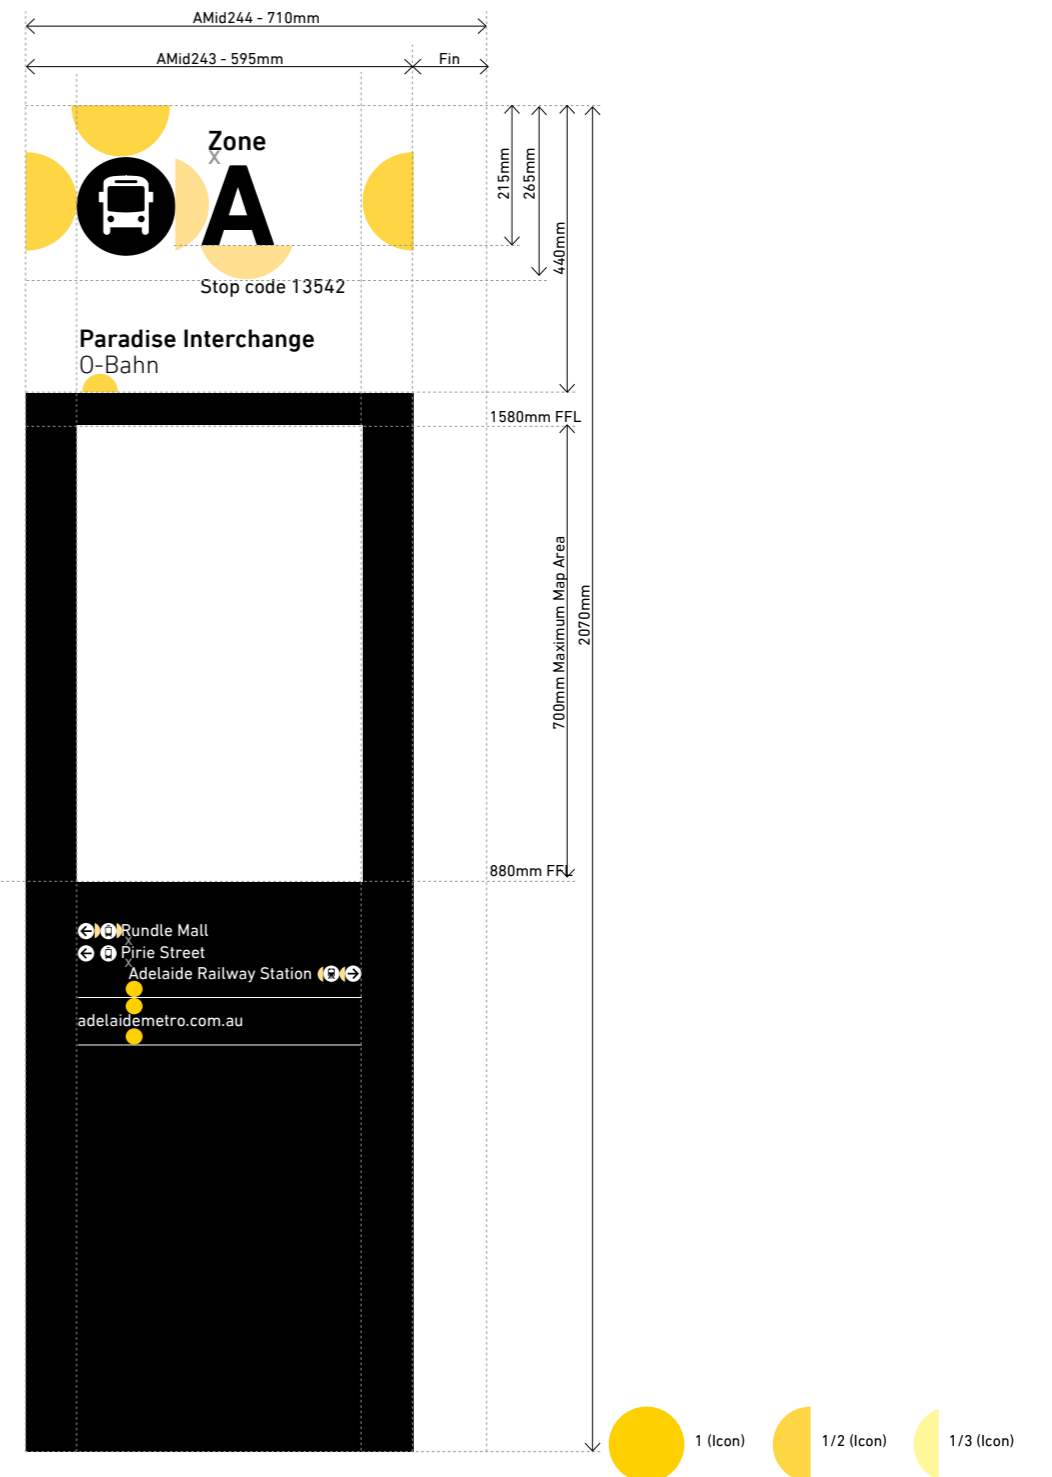 AMid244 - 710mm
AMid243 - 595mm
Fin
Zone
x
A
215mm
265mm
440mm
Stop code 13542
Paradise Interchange
O-Bahn
1580mm FFL
700mm Maximum Map Area
2070mm
880mm FFL
Rundle Mall
x
Pirie Street
x
Adelaide Railway Station
adelaidemetro.com.au
1 (Icon)
1/2 (Icon)
1/3 (Icon)